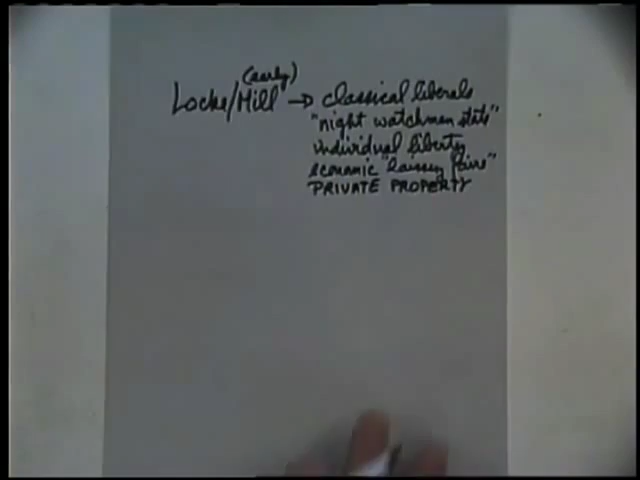 (early)
Locke/Mill → classical liberals
"night watchmen state"
individual liberty
economic "laissez faire"
PRIVATE PROPERTY